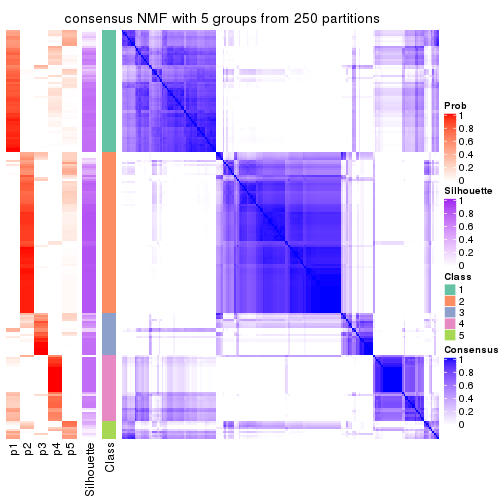 consensus NMF with 5 groups from 250 partitions
Prob
1
0.8
0.6
0.4
0.2
0
Silhouette
1
0.8
0.6
0.4
0.2
0
Class
1
2
3
4
5
Consensus
1
0.8
0.6
0.4
0.2
0
p1
p2
p3
p4
p5
Silhouette
Class